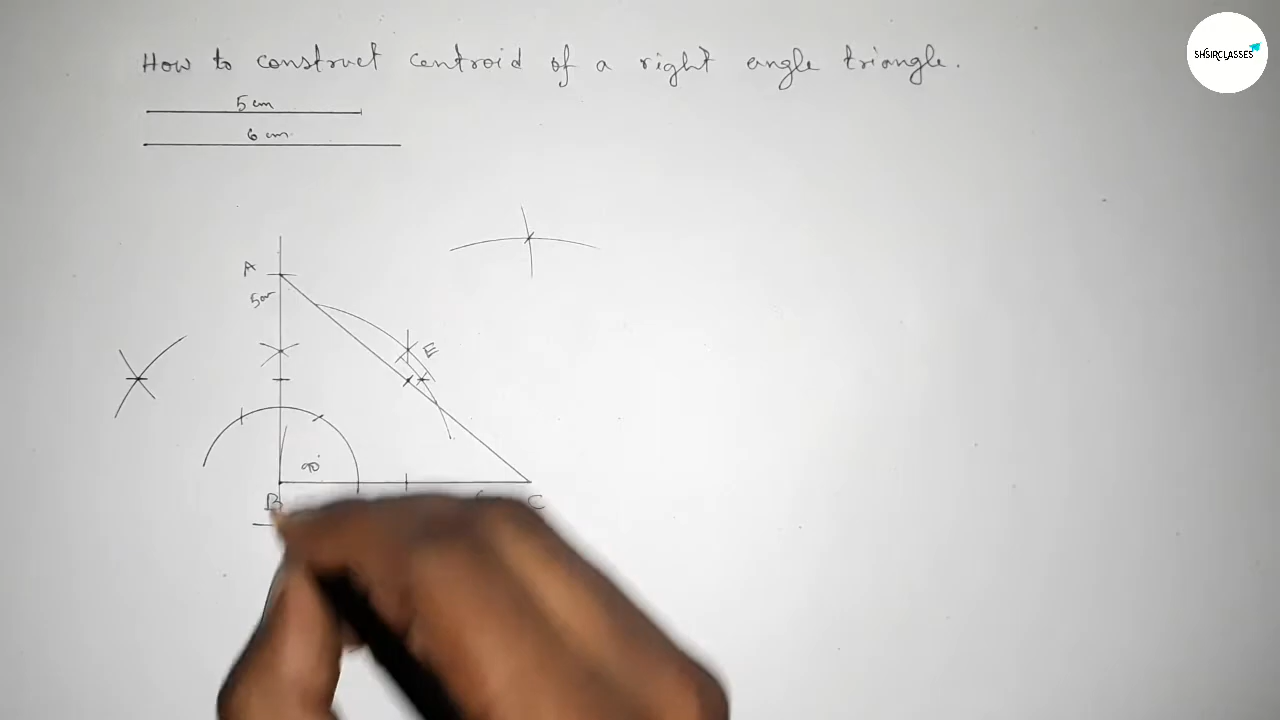 How to construct centroid of a right angle triangle.
SHSIRCLASSES
5 cm
6 cm
A
5cm
E
90°
B
C